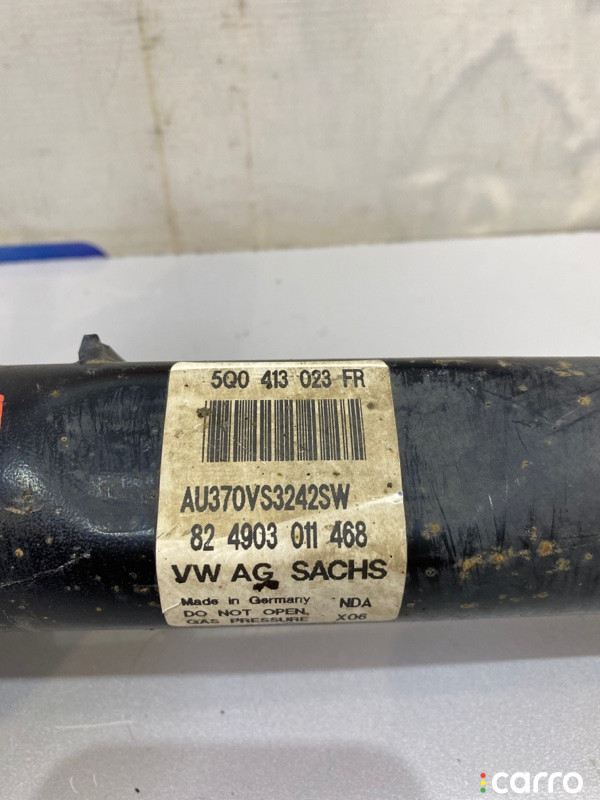 5Q0 413 023 FR
AU370VS3242SW
82 4903 011 468
VW AG SACHS
Made in Germany NDA
DO NOT OPEN.
GAS PRESSURE X06
carro